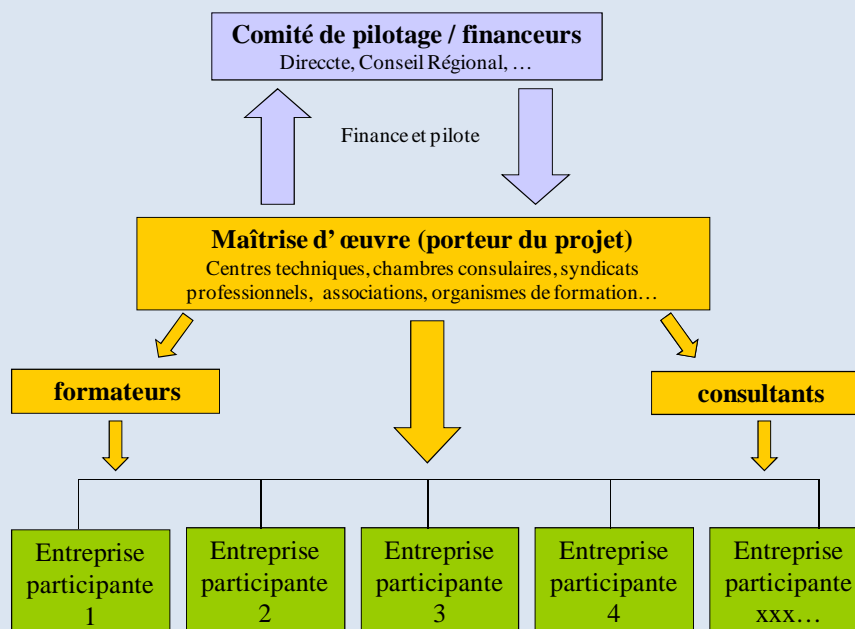 Comité de pilotage / financeurs
Direccte, Conseil Régional, …
Finance et pilote
Maîtrise d’ œuvre (porteur du projet)
Centres techniques, chambres consulaires, syndicats
professionnels, associations, organismes de formation…
formateurs
consultants
Entreprise
participante
1
Entreprise
participante
2
Entreprise
participante
3
Entreprise
participante
4
Entreprise
participante
xxx…